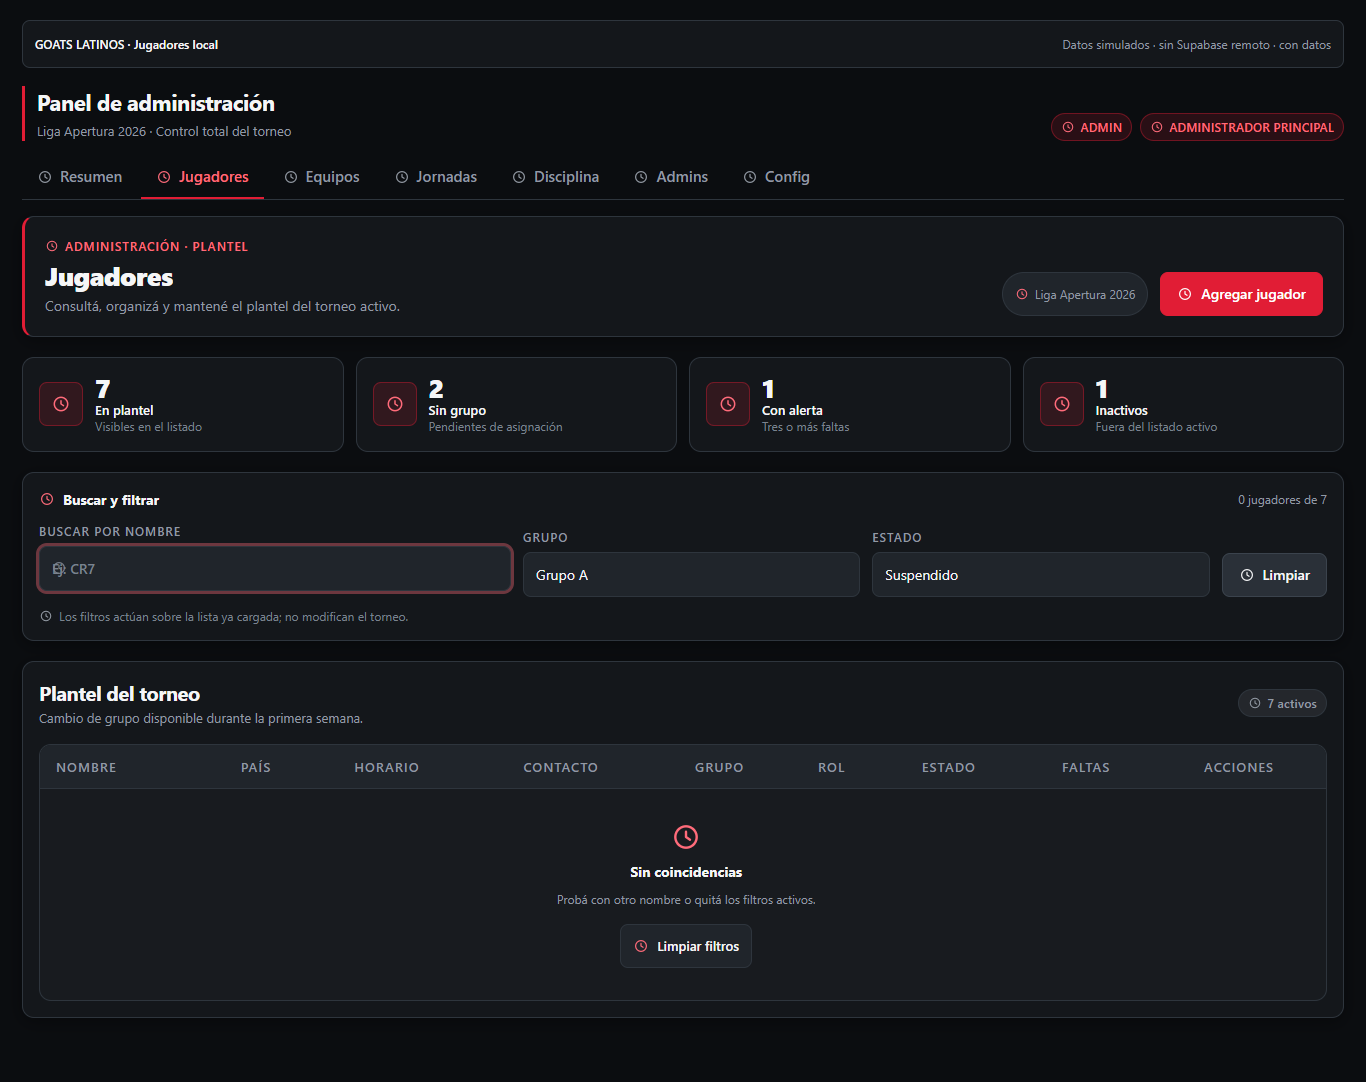 GOATS LATINOS · Jugadores local
Datos simulados · sin Supabase remoto · con datos
Panel de administración
Liga Apertura 2026 · Control total del torneo
ADMIN
ADMINISTRADOR PRINCIPAL
Resumen
Jugadores
Equipos
Jornadas
Disciplina
Admins
Config
ADMINISTRACIÓN · PLANTEL
Jugadores
Consultá, organizá y mantené el plantel del torneo activo.
Liga Apertura 2026
Agregar jugador
7
En plantel
Visibles en el listado
2
Sin grupo
Pendientes de asignación
1
Con alerta
Tres o más faltas
1
Inactivos
Fuera del listado activo
Buscar y filtrar
0 jugadores de 7
BUSCAR POR NOMBRE
CR7
GRUPO
Grupo A
ESTADO
Suspendido
Limpiar
Los filtros actúan sobre la lista ya cargada; no modifican el torneo.
Plantel del torneo
Cambio de grupo disponible durante la primera semana.
7 activos
NOMBRE
PAÍS
HORARIO
CONTACTO
GRUPO
ROL
ESTADO
FALTAS
ACCIONES
Sin coincidencias
Probá con otro nombre o quitá los filtros activos.
Limpiar filtros